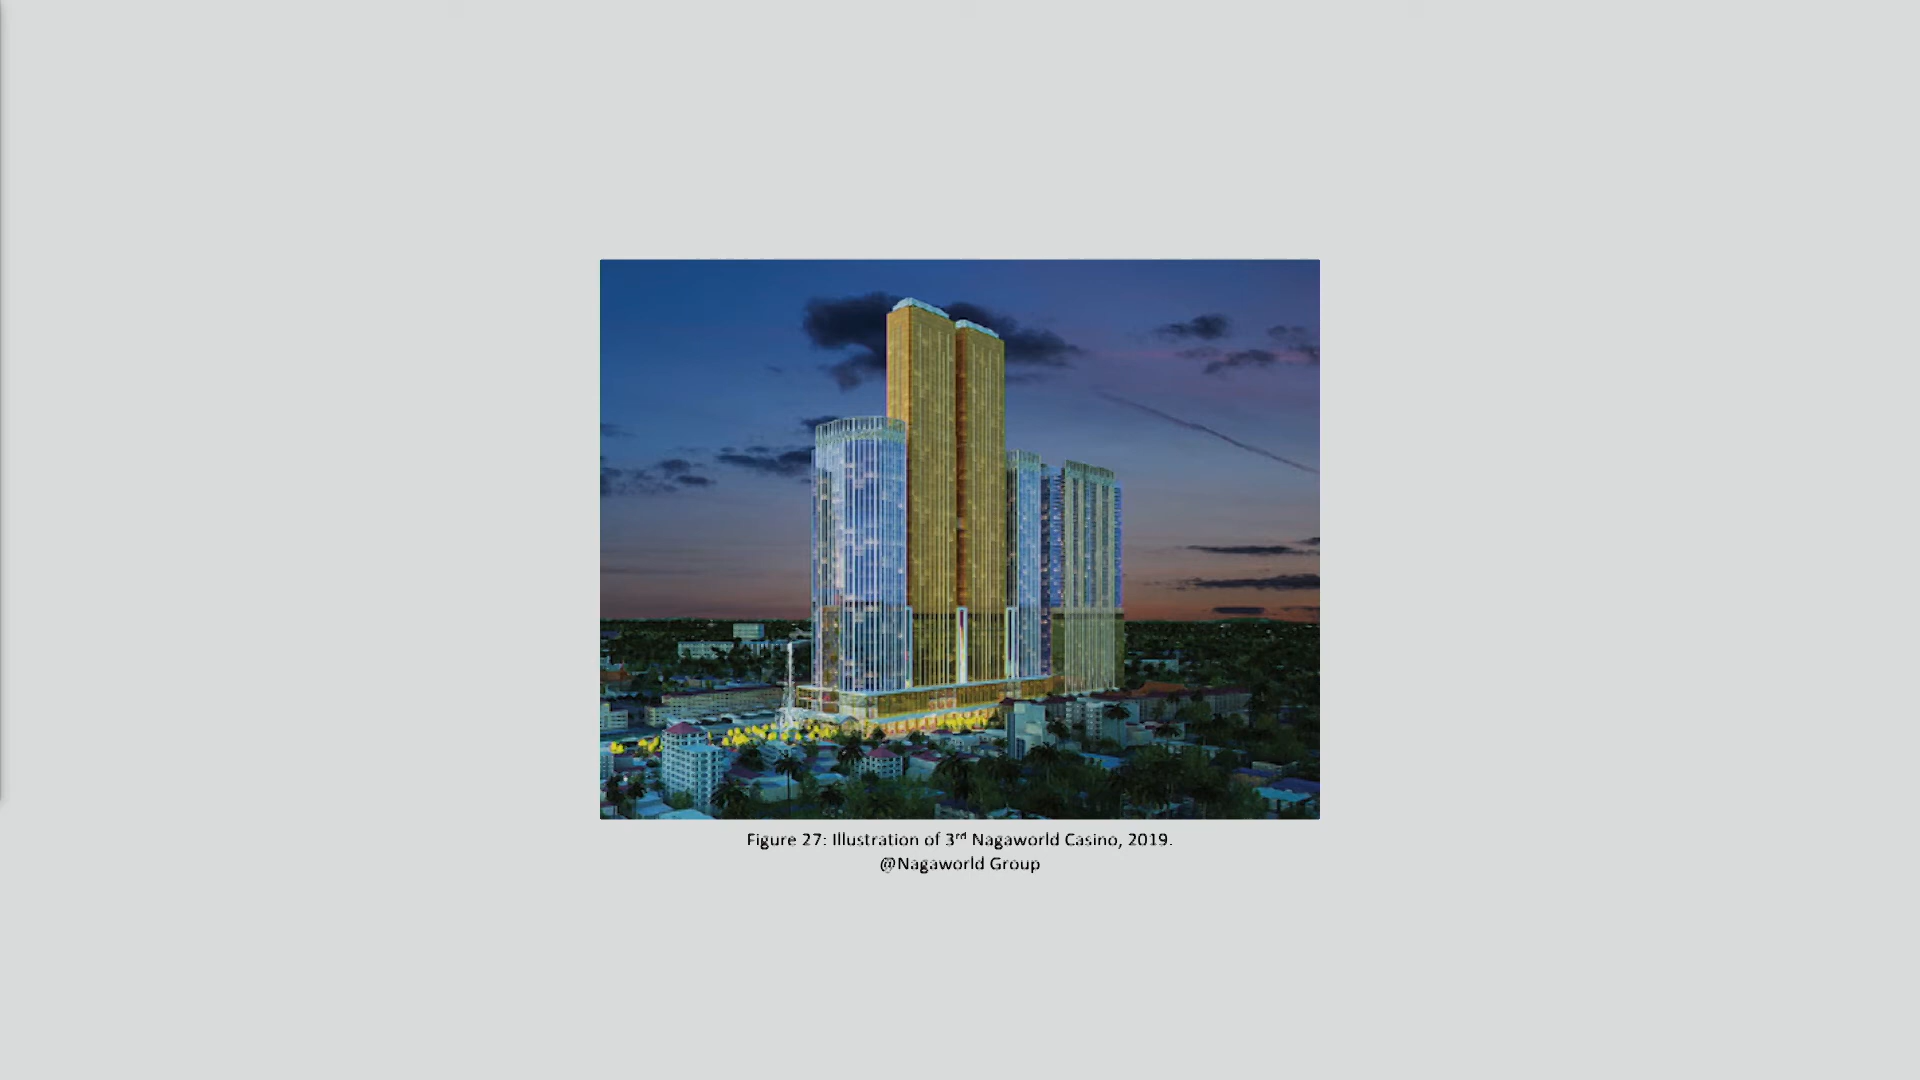 Figure 27: Illustration of 3rd Nagaworld Casino, 2019.
@Nagaworld Group